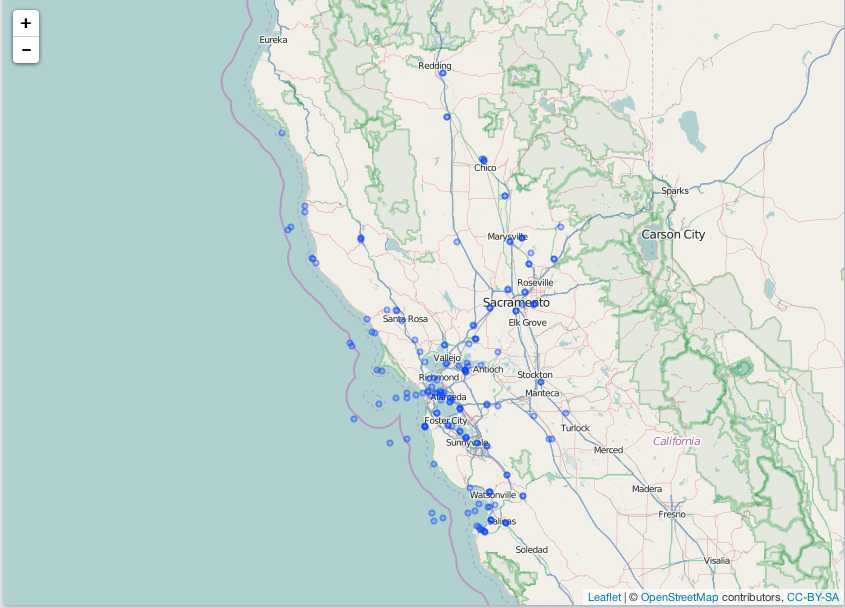 +
−
Eureka
Redding
Chico
Sparks
Marysville
Carson City
Roseville
Sacramento
Santa Rosa
Elk Grove
Vallejo
Antioch
Richmond
Stockton
Alameda
Manteca
Foster City
Turlock
Sunnyvale
California
Merced
Watsonville
Madera
Fresno
Salinas
Soledad
Visalia
Leaflet | © OpenStreetMap contributors, CC-BY-SA